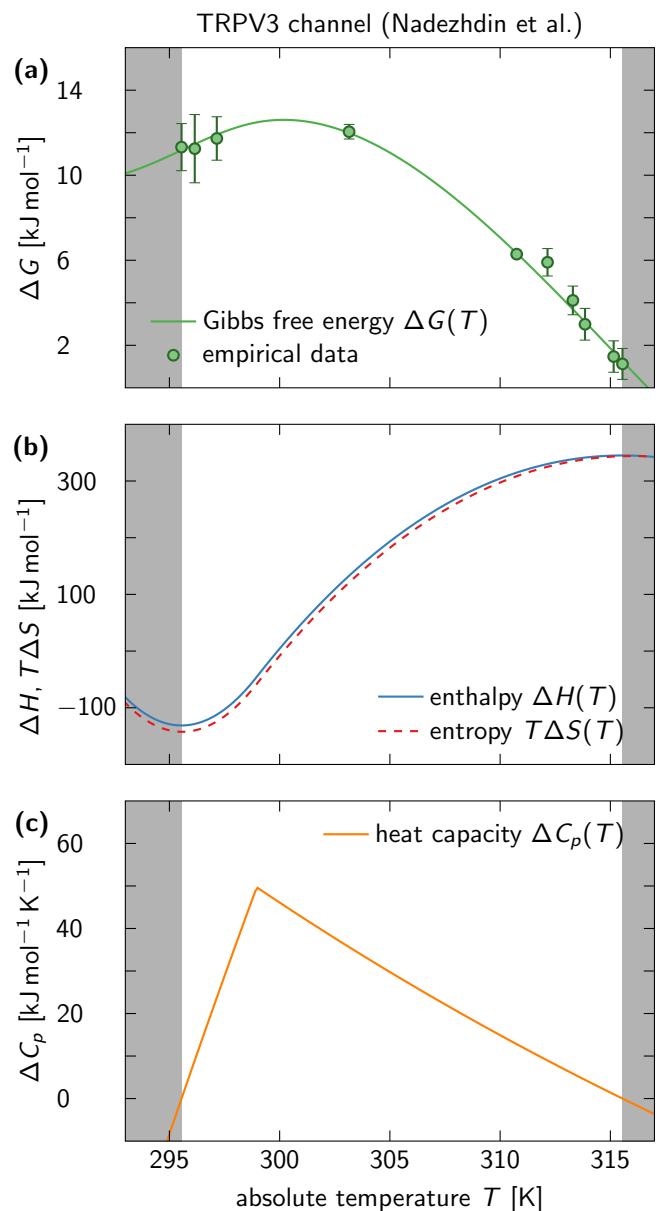 TRPV3 channel (Nadezhdin et al.)
(a)
14
10
6
2
ΔG [kJ mol⁻¹]
Gibbs free energy ΔG(T)
empirical data
(b)
300
100
−100
ΔH, TΔS [kJ mol⁻¹]
enthalpy ΔH(T)
entropy TΔS(T)
(c)
60
40
20
0
ΔCₚ [kJ mol⁻¹ K⁻¹]
heat capacity ΔCₚ(T)
295 300 305 310 315
absolute temperature T [K]